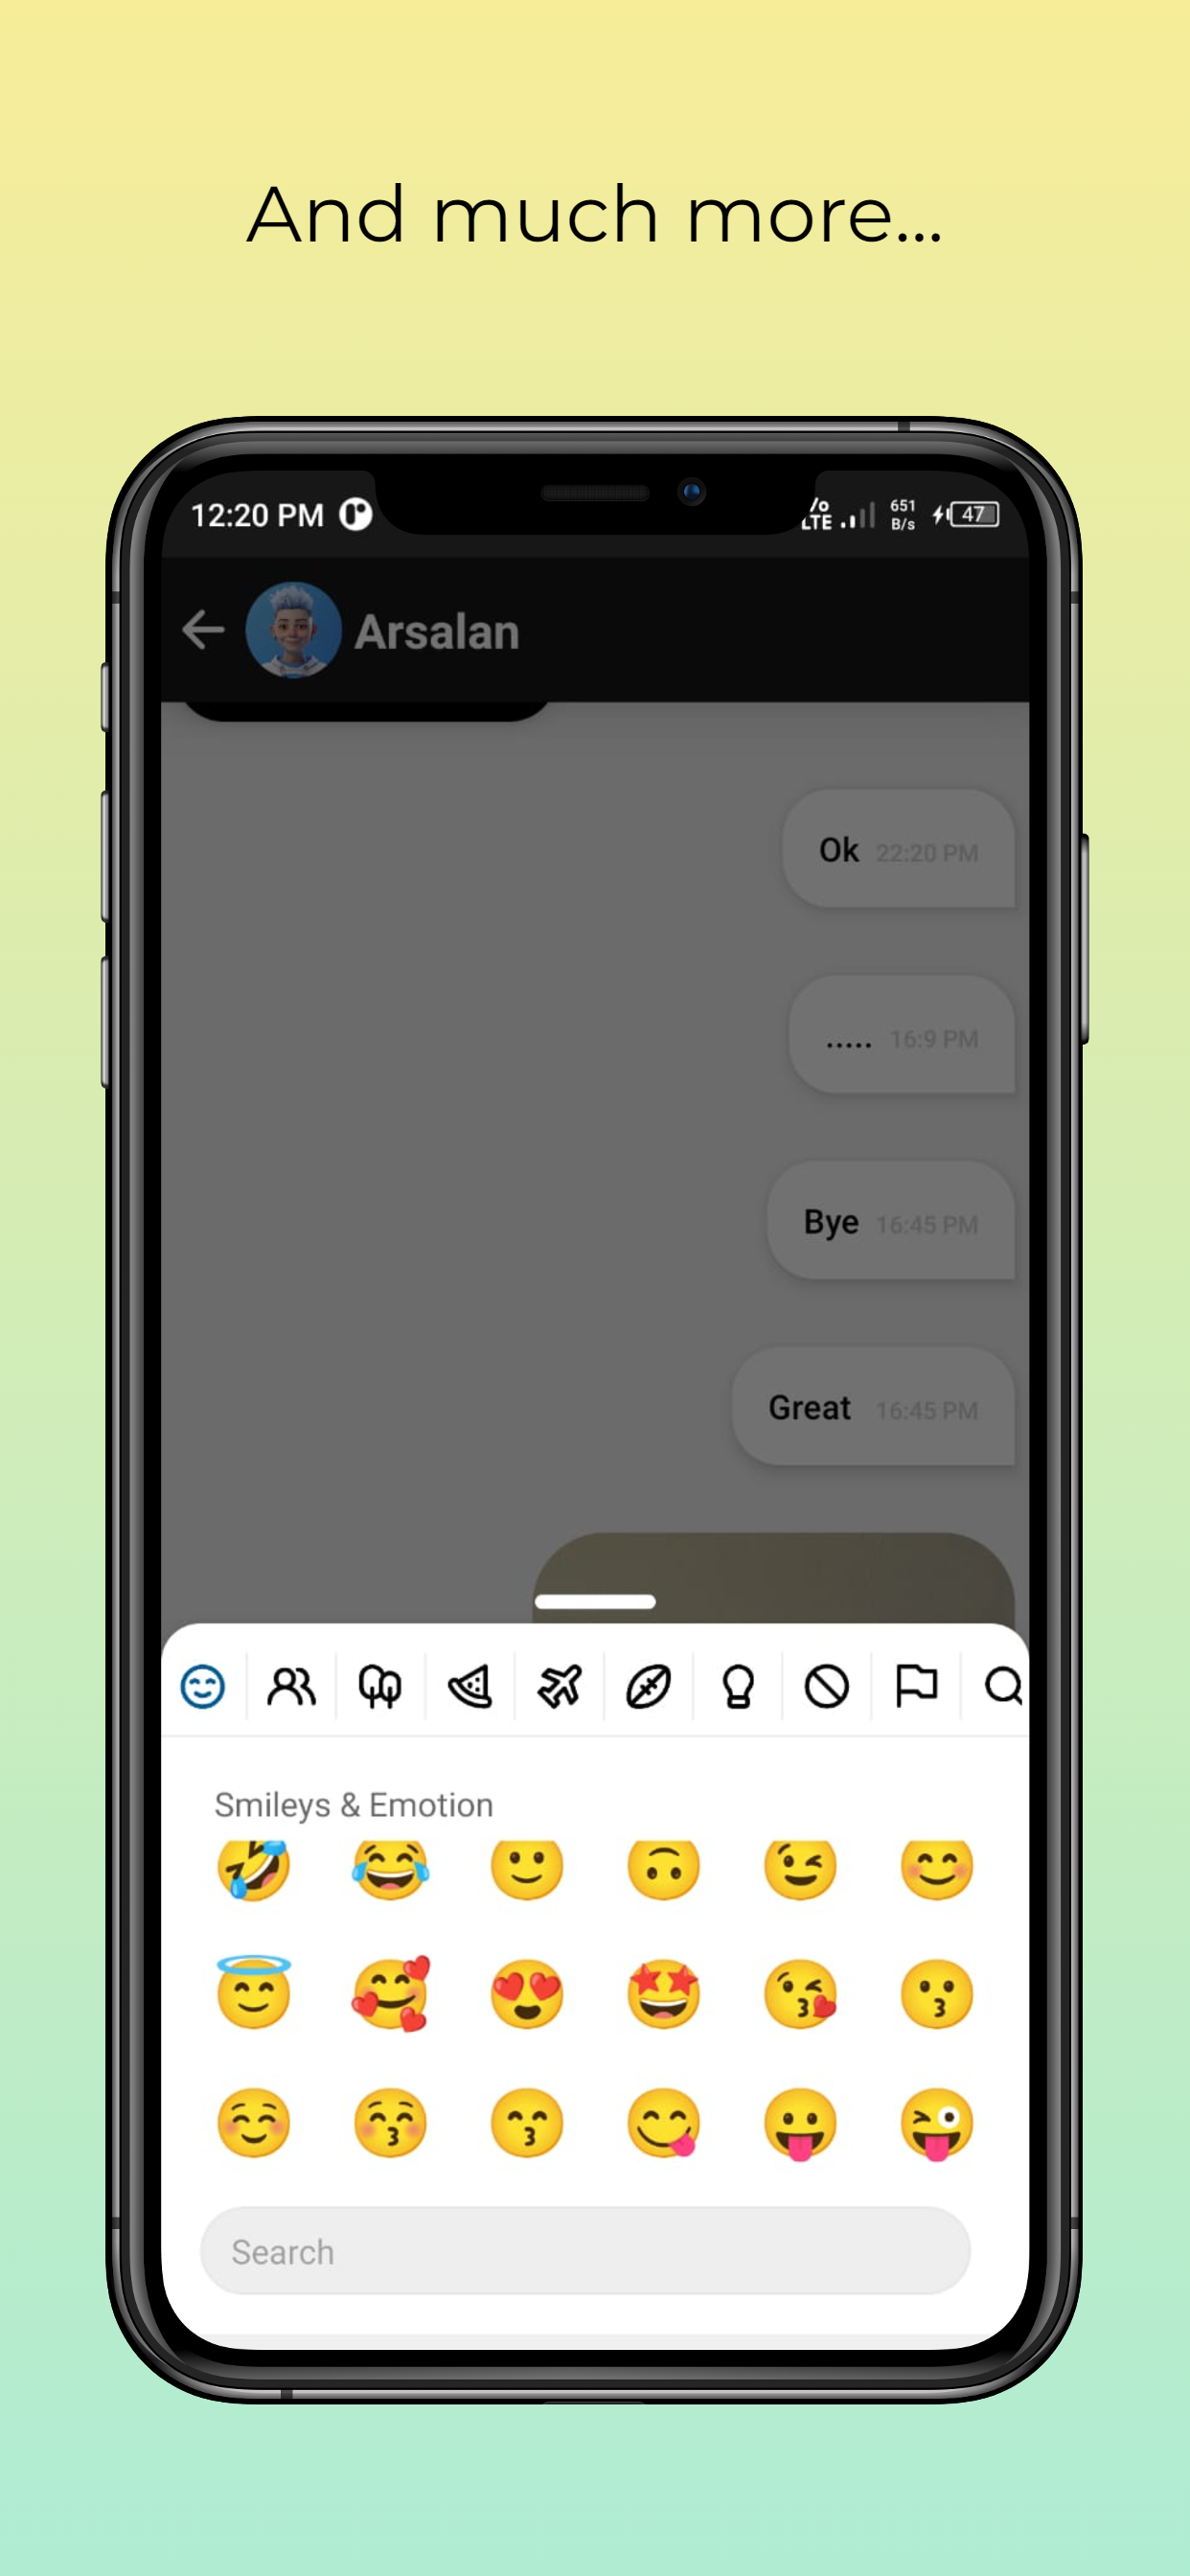 And much more...
12:20 PM
LTE 651 B/s 47
Arsalan
Ok 22:20 PM
..... 16:9 PM
Bye 16:45 PM
Great 16:45 PM
Smileys & Emotion
Search